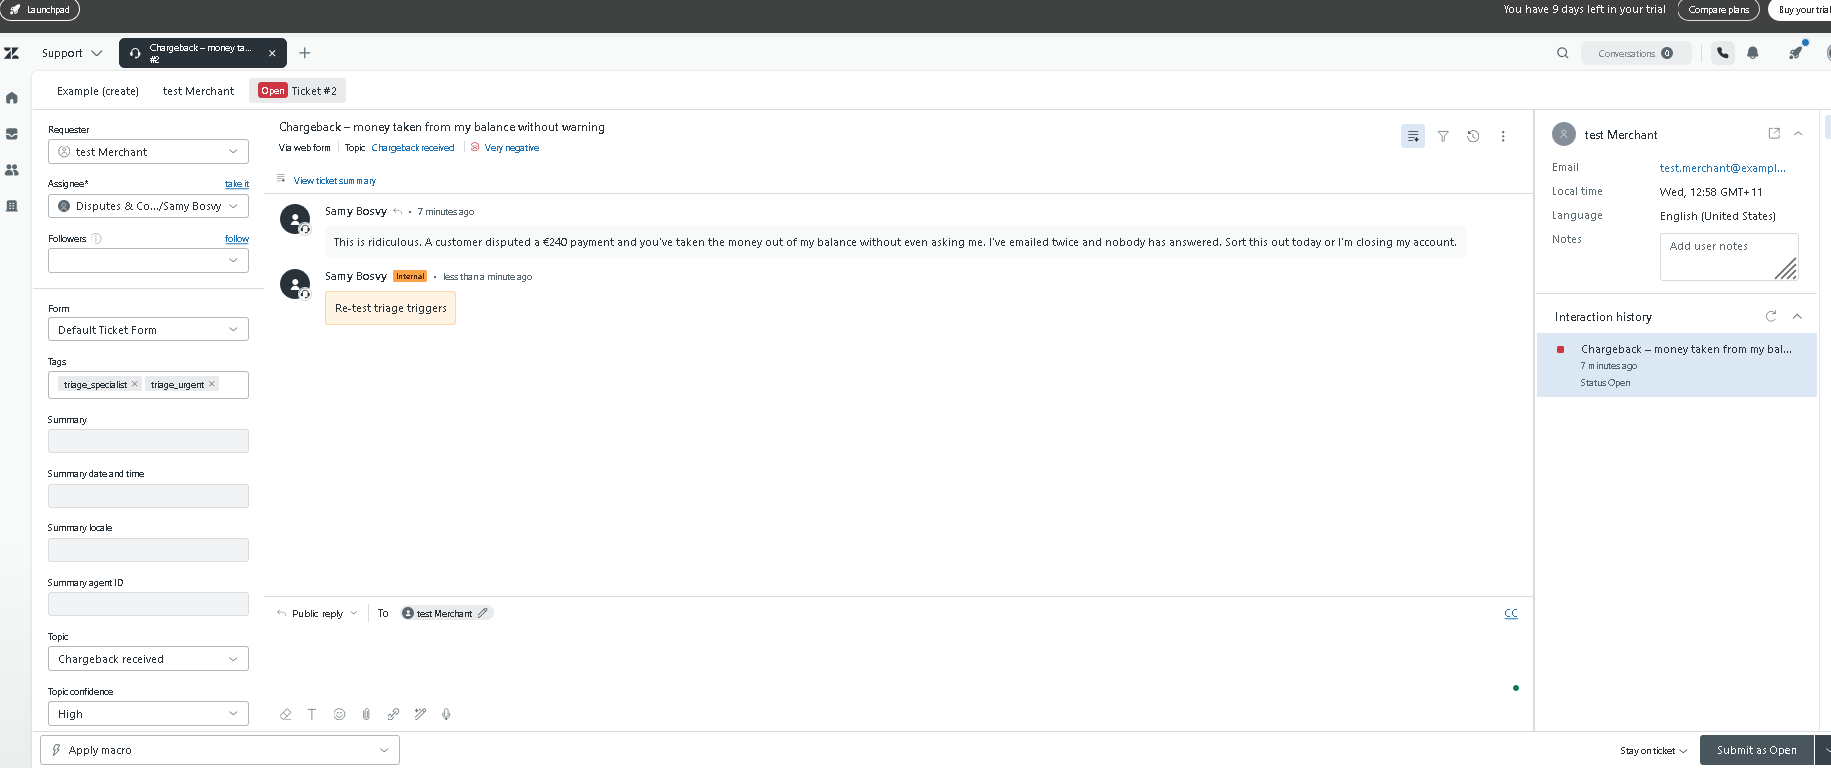 Launchpad
You have 9 days left in your trial
Compare plans
Buy your trial
Support
Chargeback – money ta...
#2
Conversations 0
Example (create)
test Merchant
Open Ticket #2
Requester
test Merchant
Assignee*
take it
Disputes & Co.../Samy Bosvy
Followers
follow
Form
Default Ticket Form
Tags
triage_specialist
triage_urgent
Summary
Summary date and time
Summary locale
Summary agent ID
Topic
Chargeback received
Topic confidence
High
Chargeback – money taken from my balance without warning
Via web form
Topic Chargeback received
Very negative
View ticket summary
Samy Bosvy • 7 minutes ago
This is ridiculous. A customer disputed a €240 payment and you've taken the money out of my balance without even asking me. I've emailed twice and nobody has answered. Sort this out today or I'm closing my account.
Samy Bosvy Internal • less than a minute ago
Re-test triage triggers
Public reply
To
test Merchant
CC
Apply macro
Stay on ticket
Submit as Open
test Merchant
Email test.merchant@exampl...
Local time Wed, 12:58 GMT+11
Language English (United States)
Notes Add user notes
Interaction history
Chargeback – money taken from my bal...
7 minutes ago
Status Open